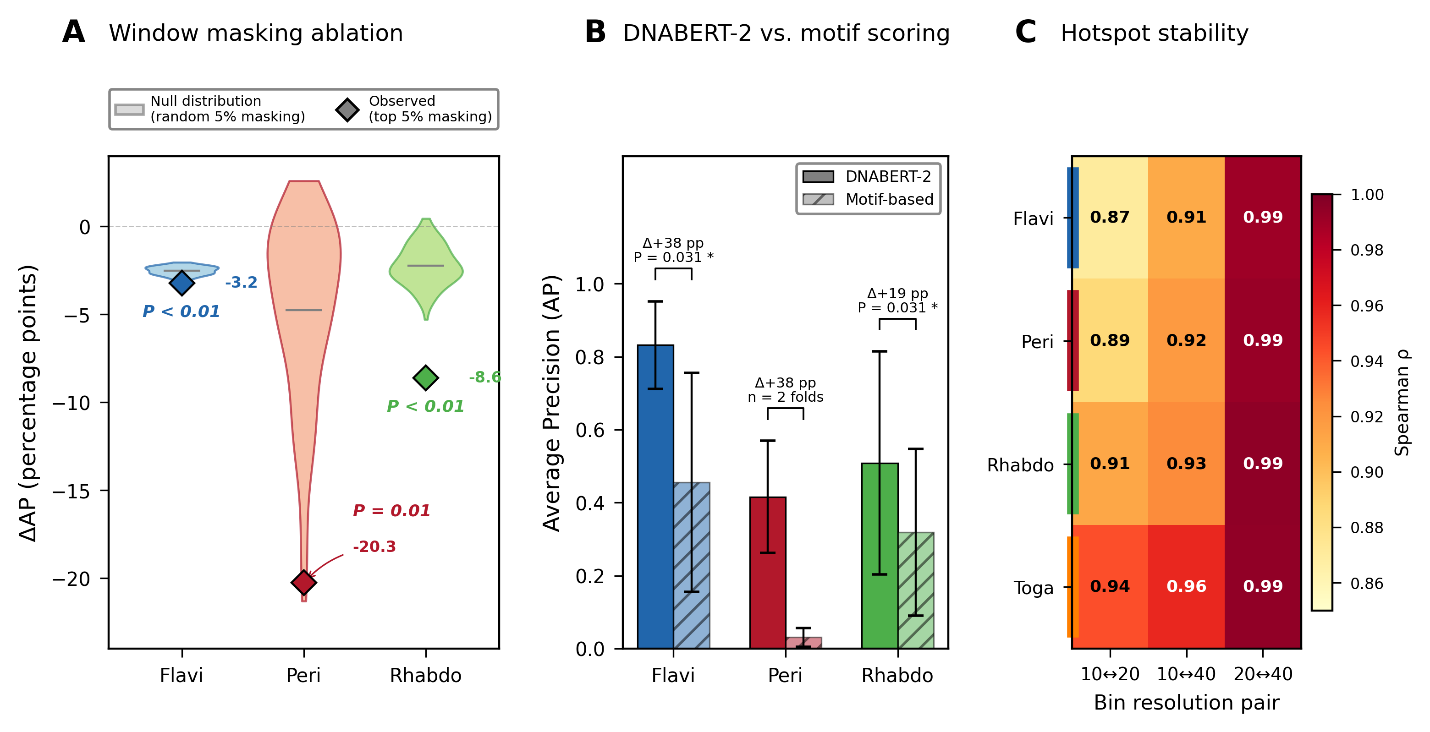 A Window masking ablation
Null distribution
(random 5% masking)
Observed
(top 5% masking)
ΔAP (percentage points)
0
−5
−10
−15
−20
-3.2
P < 0.01
P = 0.01
-20.3
-8.6
P < 0.01
Flavi
Peri
Rhabdo
B DNABERT-2 vs. motif scoring
DNABERT-2
Motif-based
Average Precision (AP)
1.0
0.8
0.6
0.4
0.2
0.0
Δ+38 pp
P = 0.031 *
Δ+38 pp
n = 2 folds
Δ+19 pp
P = 0.031 *
Flavi
Peri
Rhabdo
C Hotspot stability
Flavi 0.87 0.91 0.99
Peri 0.89 0.92 0.99
Rhabdo 0.91 0.93 0.99
Toga 0.94 0.96 0.99
10↔20 10↔40 20↔40
Bin resolution pair
1.00
0.98
0.96
0.94
0.92
0.90
0.88
0.86
Spearman ρ